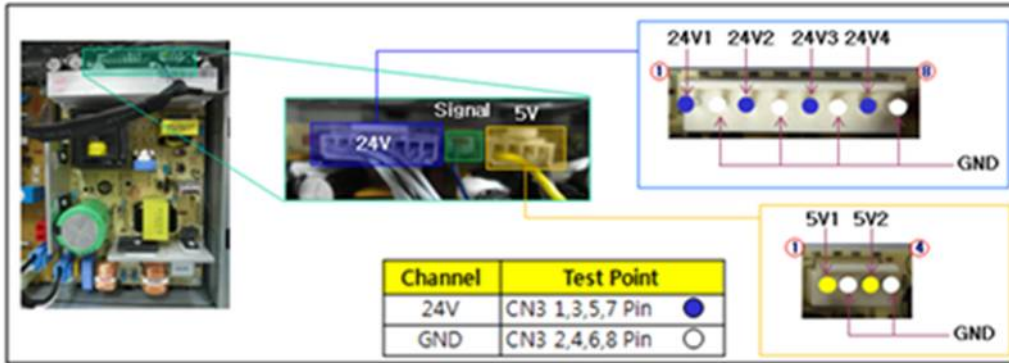 24V1 24V2 24V3 24V4
① ⑧
GND
Signal 5V
24V
5V1 5V2
① ④
GND
Channel Test Point
24V CN3 1,3,5,7 Pin
GND CN3 2,4,6,8 Pin